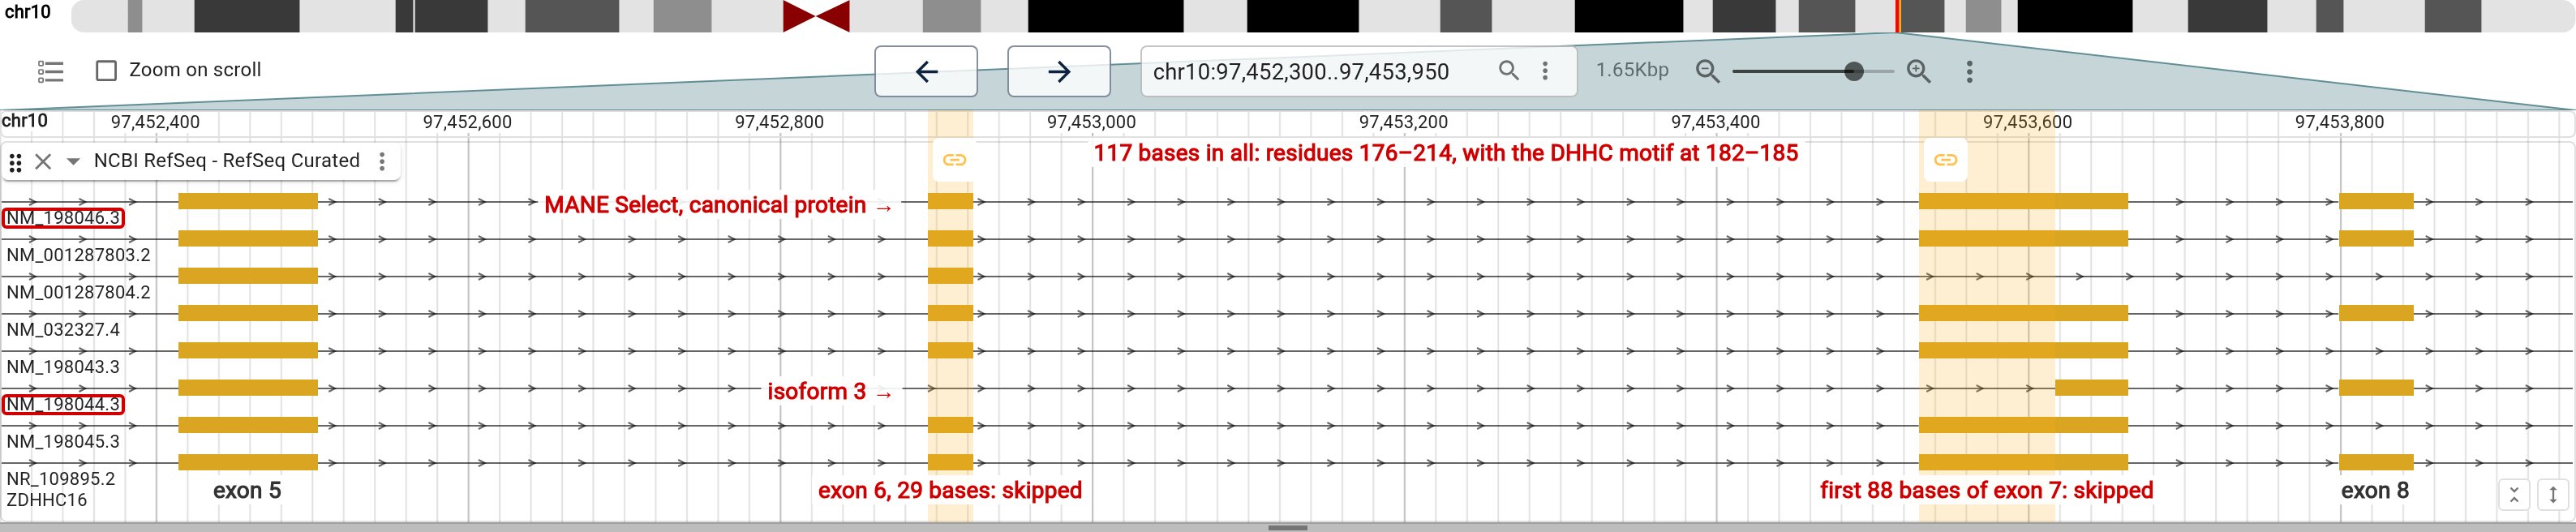 chr10
Zoom on scroll
chr10:97,452,300..97,453,950
1.65Kbp
chr10
97,452,400 97,452,600 97,452,800 97,453,000 97,453,200 97,453,400 97,453,600 97,453,800
NCBI RefSeq - RefSeq Curated
117 bases in all: residues 176–214, with the DHHC motif at 182–185
MANE Select, canonical protein →
NM_198046.3
NM_001287803.2
NM_001287804.2
NM_032327.4
NM_198043.3
isoform 3 →
NM_198044.3
NM_198045.3
NR_109895.2
ZDHHC16
exon 5 exon 6, 29 bases: skipped first 88 bases of exon 7: skipped exon 8